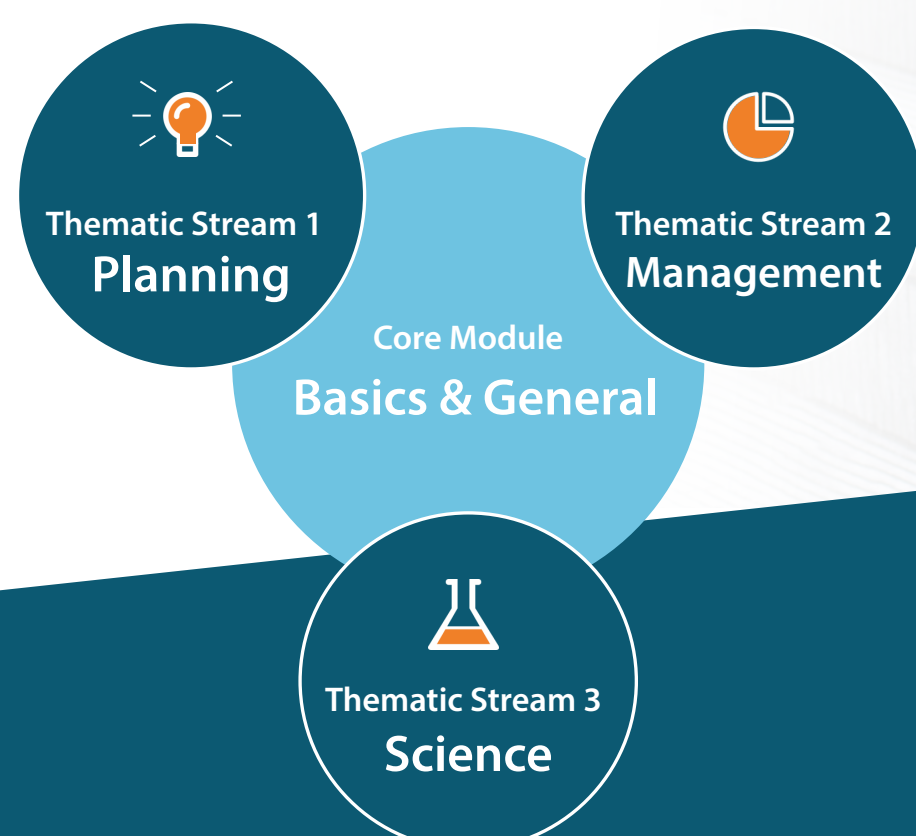 Thematic Stream 1
Planning
Thematic Stream 2
Management
Core Module
Basics & General
Thematic Stream 3
Science